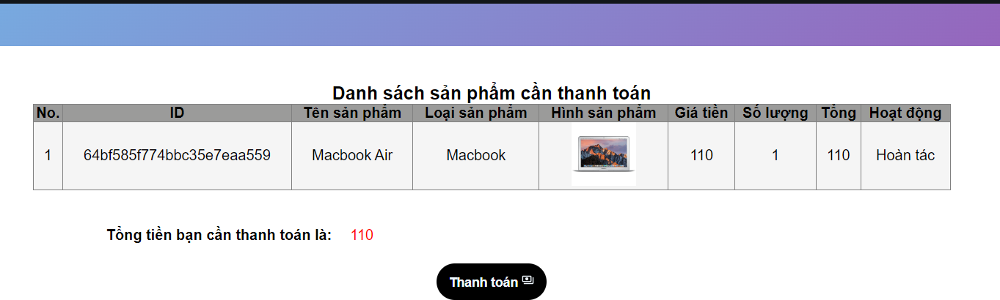 Danh sách sản phẩm cần thanh toán
No. ID Tên sản phẩm Loại sản phẩm Hình sản phẩm Giá tiền Số lượng Tổng Hoạt động
1 64bf585f774bbc35e7eaa559 Macbook Air Macbook 110 1 110 Hoàn tác
Tổng tiền bạn cần thanh toán là: 110
Thanh toán